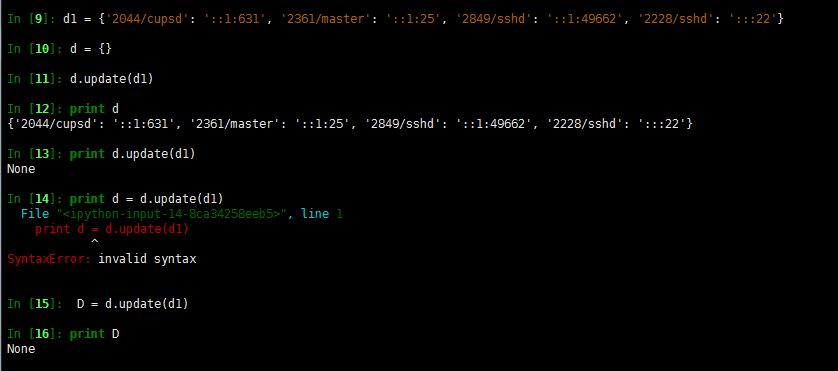 In [9]: d1 = {'2044/cupsd': '::1:631', '2361/master': '::1:25', '2849/sshd': '::1:49662', '2228/sshd': ':::22'}
In [10]: d = {}
In [11]: d.update(d1)
In [12]: print d
{'2044/cupsd': '::1:631', '2361/master': '::1:25', '2849/sshd': '::1:49662', '2228/sshd': ':::22'}
In [13]: print d.update(d1)
None
In [14]: print d = d.update(d1)
File "<ipython-input-14-8ca34258eeb5>", line 1
print d = d.update(d1)
^
SyntaxError: invalid syntax
In [15]: D = d.update(d1)
In [16]: print D
None